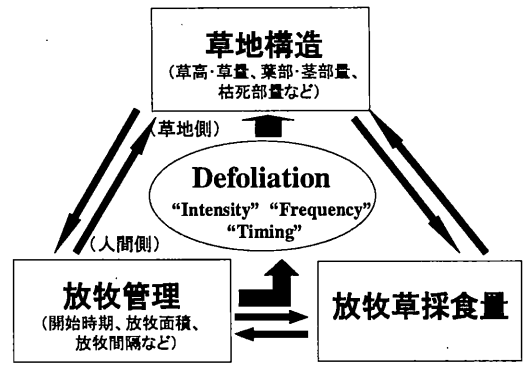 草地構造
(草高・草量、葉部・茎部量、
枯死部量など)
(草地側)
Defoliation
“Intensity” “Frequency”
“Timing”
(人間側)
放牧管理
(開始時期、放牧面積、
放牧間隔など)
放牧草採食量